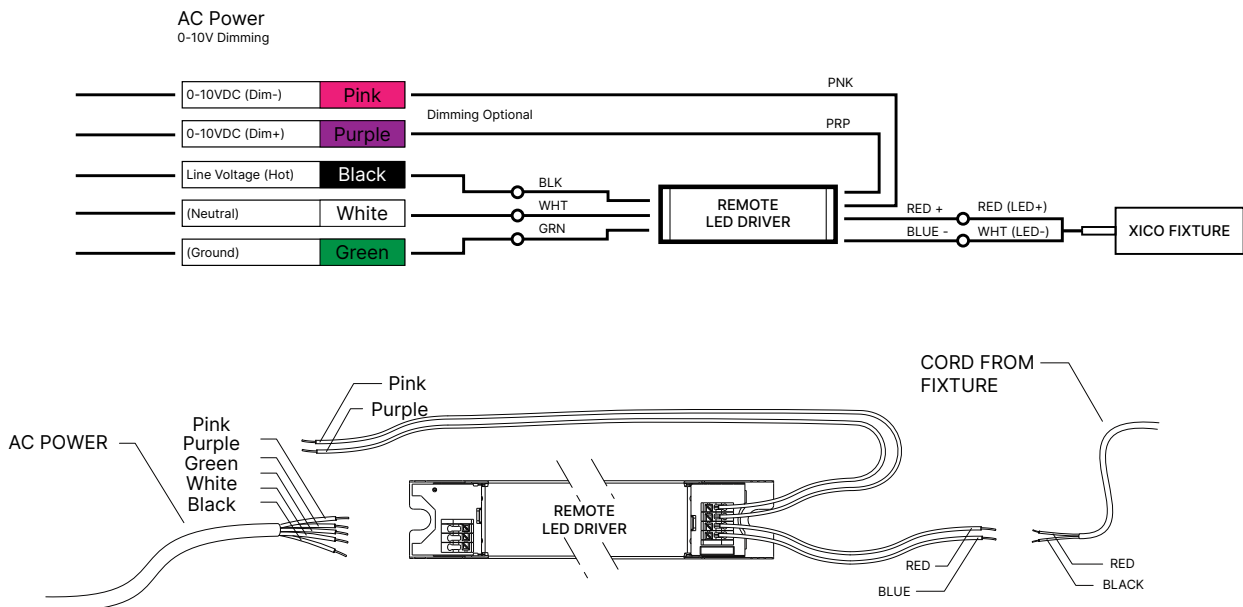 AC Power
0-10V Dimming
0-10VDC (Dim-) Pink
PNK
Dimming Optional
0-10VDC (Dim+) Purple
PRP
Line Voltage (Hot) Black
BLK
(Neutral) White
WHT
(Ground) Green
GRN
REMOTE
LED DRIVER
RED +
RED (LED+)
BLUE -
WHT (LED-)
XICO FIXTURE
Pink
Purple
AC POWER
Pink
Purple
Green
White
Black
REMOTE
LED DRIVER
CORD FROM
FIXTURE
RED
BLUE
RED
BLACK